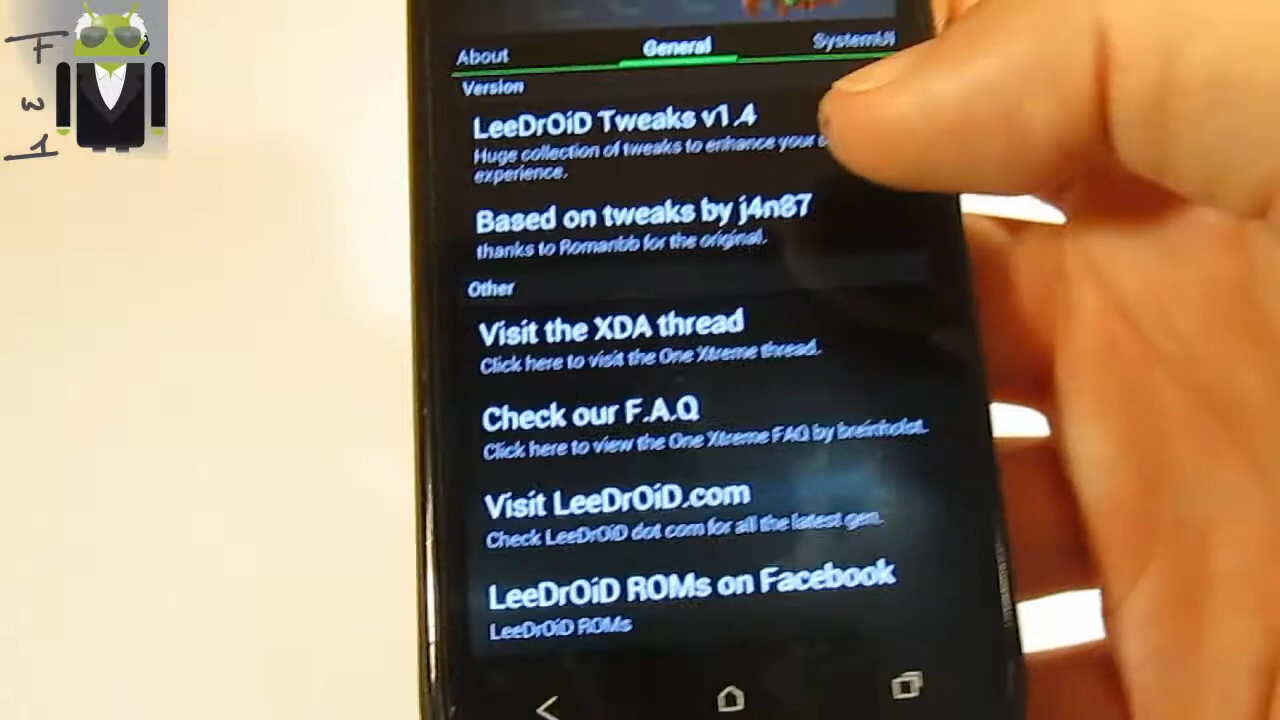 F
3
1
About General SystemUI
Version
LeeDrOiD Tweaks v1.4
Huge collection of tweaks to enhance your
experience.
Based on tweaks by j4n87
thanks to Romanbb for the original.
Other
Visit the XDA thread
Click here to visit the One Xtreme thread.
Check our F.A.Q
Click here to view the One Xtreme FAQ by breinholst.
Visit LeeDrOiD.com
Check LeeDrOiD dot com for all the latest gen.
LeeDrOiD ROMs on Facebook
LeeDrOiD ROMs